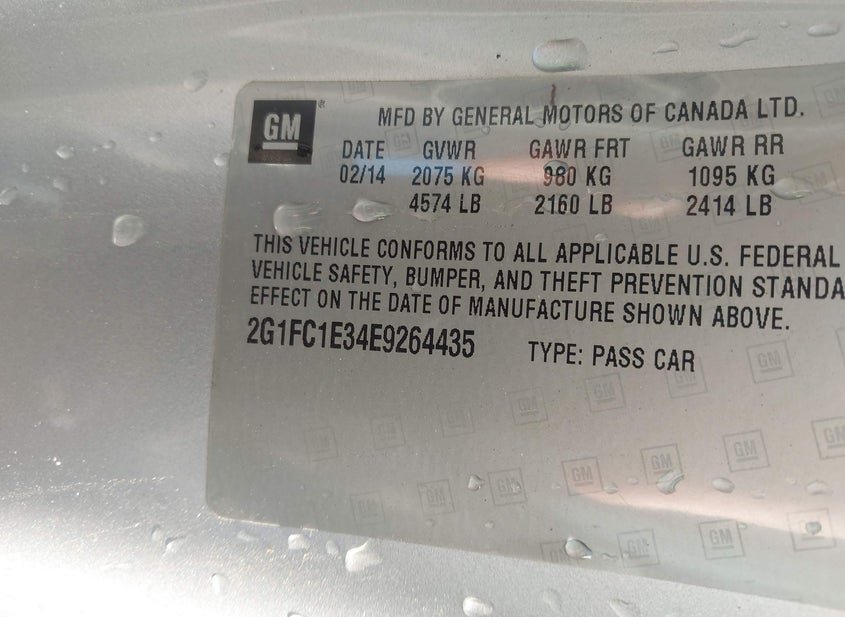 GM ® MFD BY GENERAL MOTORS OF CANADA LTD.
DATE GVWR GAWR FRT GAWR RR
02/14 2075 KG 980 KG 1095 KG
4574 LB 2160 LB 2414 LB
THIS VEHICLE CONFORMS TO ALL APPLICABLE U.S. FEDERAL
VEHICLE SAFETY, BUMPER, AND THEFT PREVENTION STANDA
EFFECT ON THE DATE OF MANUFACTURE SHOWN ABOVE.
2G1FC1E34E9264435 TYPE: PASS CAR